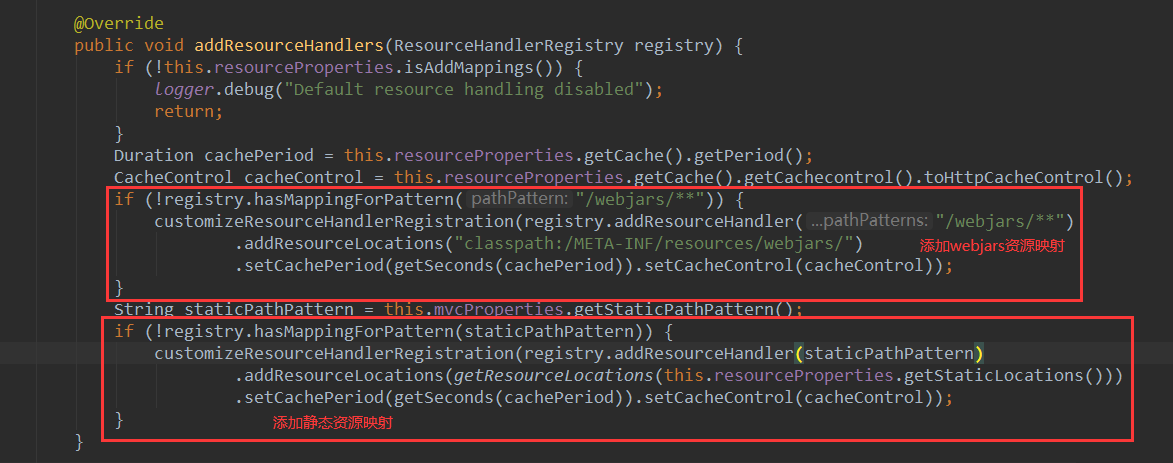 @Override
public void addResourceHandlers(ResourceHandlerRegistry registry) {
if (!this.resourceProperties.isAddMappings()) {
logger.debug("Default resource handling disabled");
return;
}
Duration cachePeriod = this.resourceProperties.getCache().getPeriod();
CacheControl cacheControl = this.resourceProperties.getCache().getCachecontrol().toHttpCacheControl();
if (!registry.hasMappingForPattern( pathPattern: "/webjars/**")) {
customizeResourceHandlerRegistration(registry.addResourceHandler( ...pathPatterns: "/webjars/**")
.addResourceLocations("classpath:/META-INF/resources/webjars/") 添加webjars资源映射
.setCachePeriod(getSeconds(cachePeriod)).setCacheControl(cacheControl));
}
String staticPathPattern = this.mvcProperties.getStaticPathPattern();
if (!registry.hasMappingForPattern(staticPathPattern)) {
customizeResourceHandlerRegistration(registry.addResourceHandler(staticPathPattern)
.addResourceLocations(getResourceLocations(this.resourceProperties.getStaticLocations()))
.setCachePeriod(getSeconds(cachePeriod)).setCacheControl(cacheControl));
} 添加静态资源映射
}